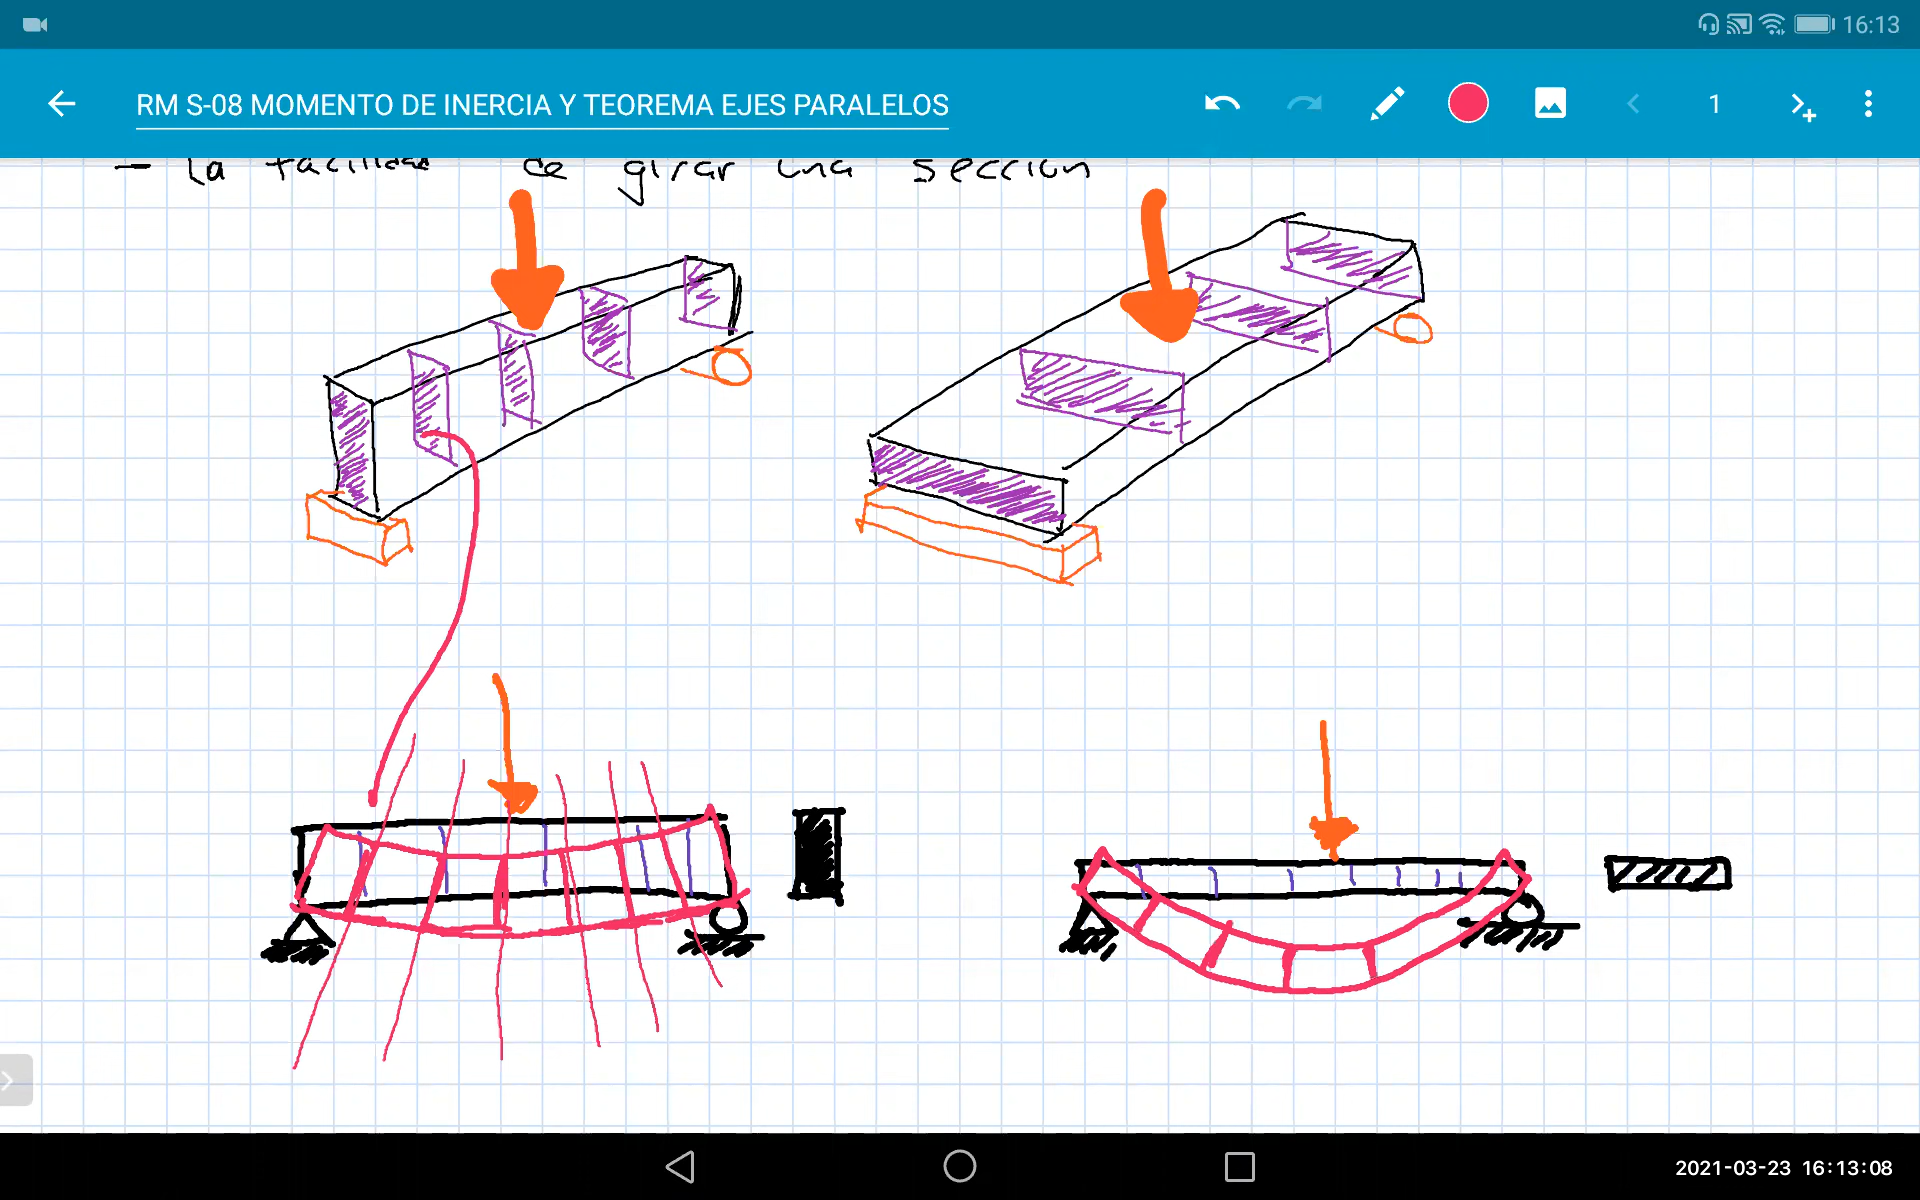 16:13
RM S-08 MOMENTO DE INERCIA Y TEOREMA EJES PARALELOS
1
- la facilidad de girar una seccion
2021-03-23 16:13:08